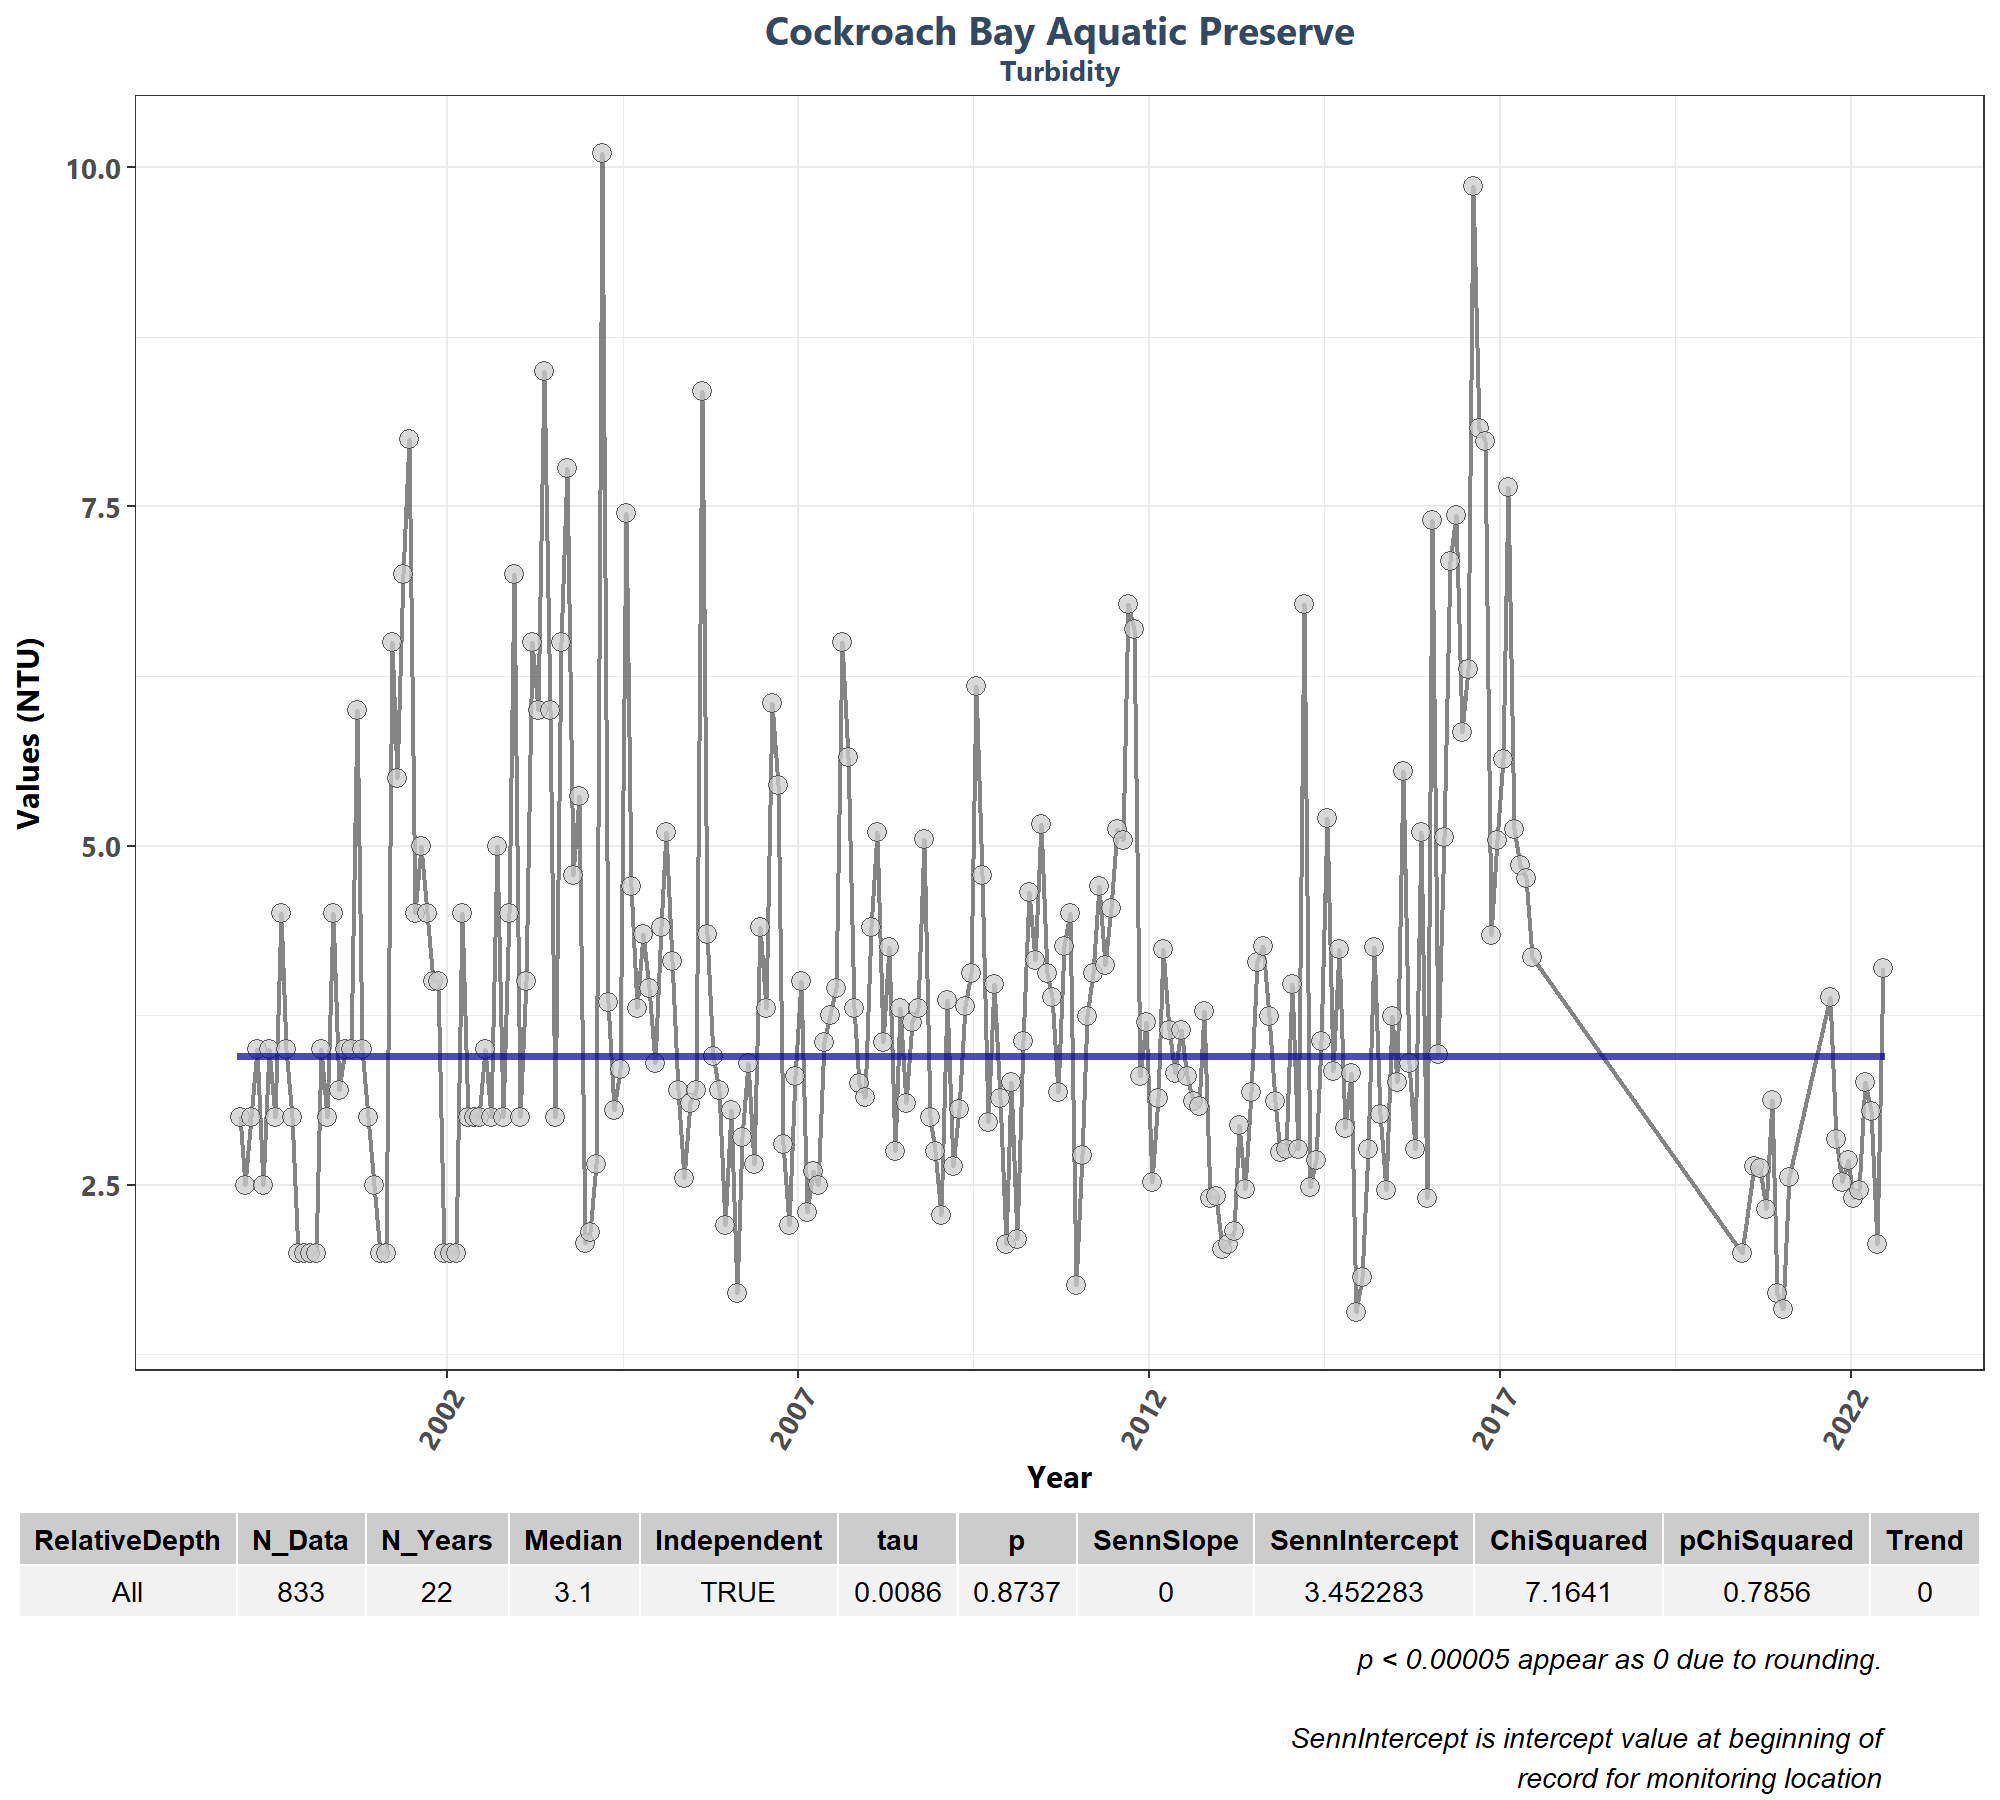 Cockroach Bay Aquatic Preserve
Turbidity
Values (NTU)
10.0
7.5
5.0
2.5
2002 2007 2012 2017 2022
Year
RelativeDepth N_Data N_Years Median Independent tau p SennSlope SennIntercept ChiSquared pChiSquared Trend
All 833 22 3.1 TRUE 0.0086 0.8737 0 3.452283 7.1641 0.7856 0
p < 0.00005 appear as 0 due to rounding.
SennIntercept is intercept value at beginning of
record for monitoring location